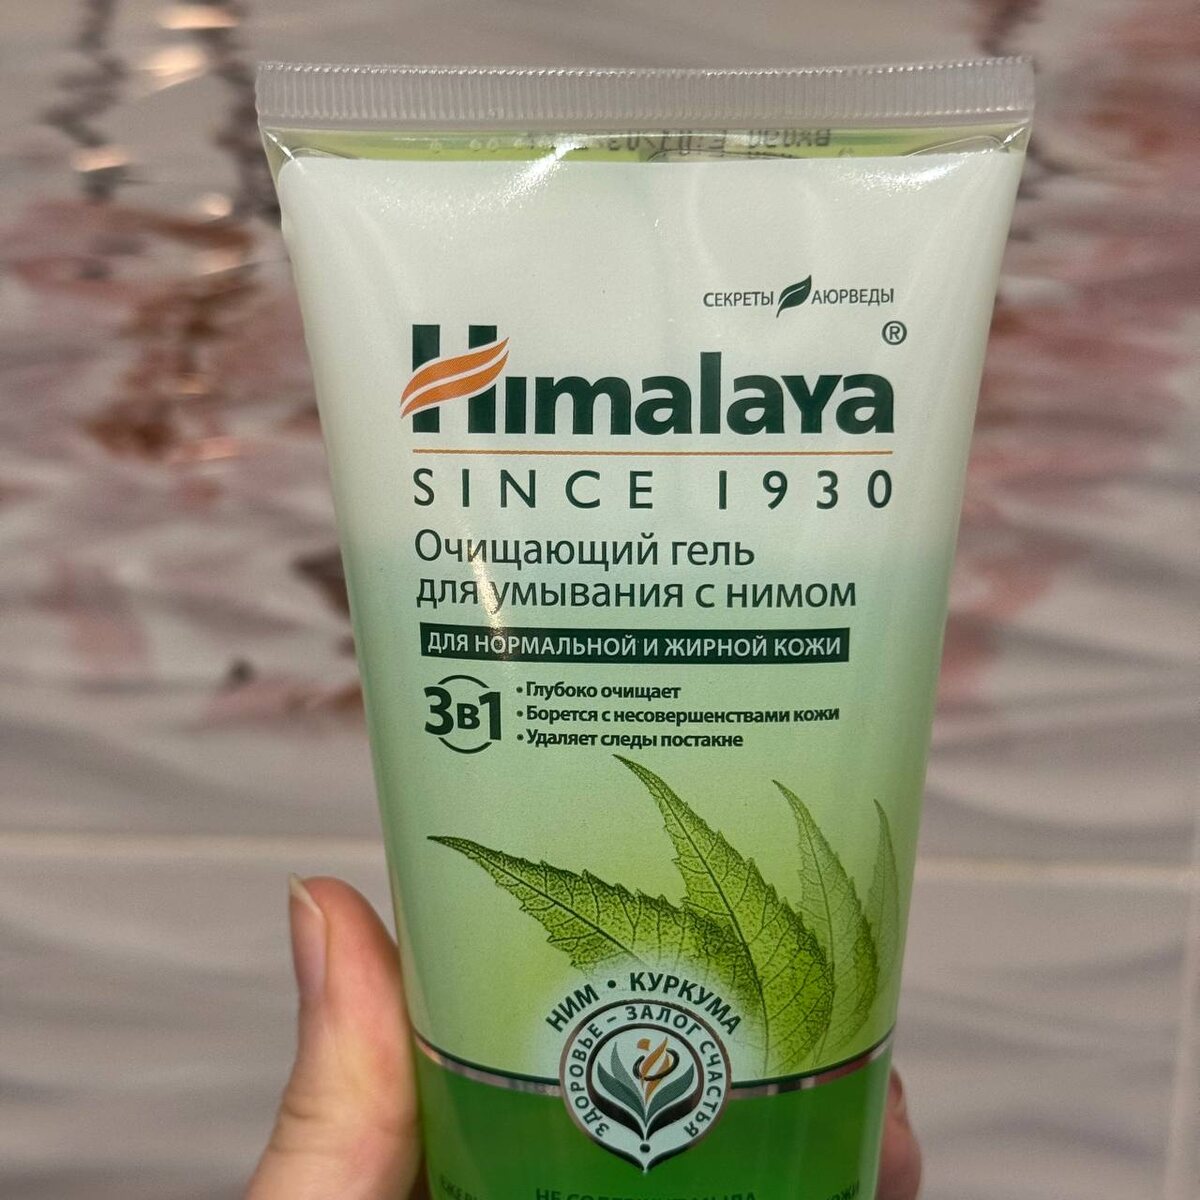 СЕКРЕТЫ АЮРВЕДЫ
Himalaya®
SINCE 1930
Очищающий гель
для умывания с нимом
ДЛЯ НОРМАЛЬНОЙ И ЖИРНОЙ КОЖИ
3в1
• Глубоко очищает
• Борется с несовершенствами кожи
• Удаляет следы постакне
НИМ • КУРКУМА
ЗДОРОВЬЕ – ЗАЛОГ СЧАСТЬЯ